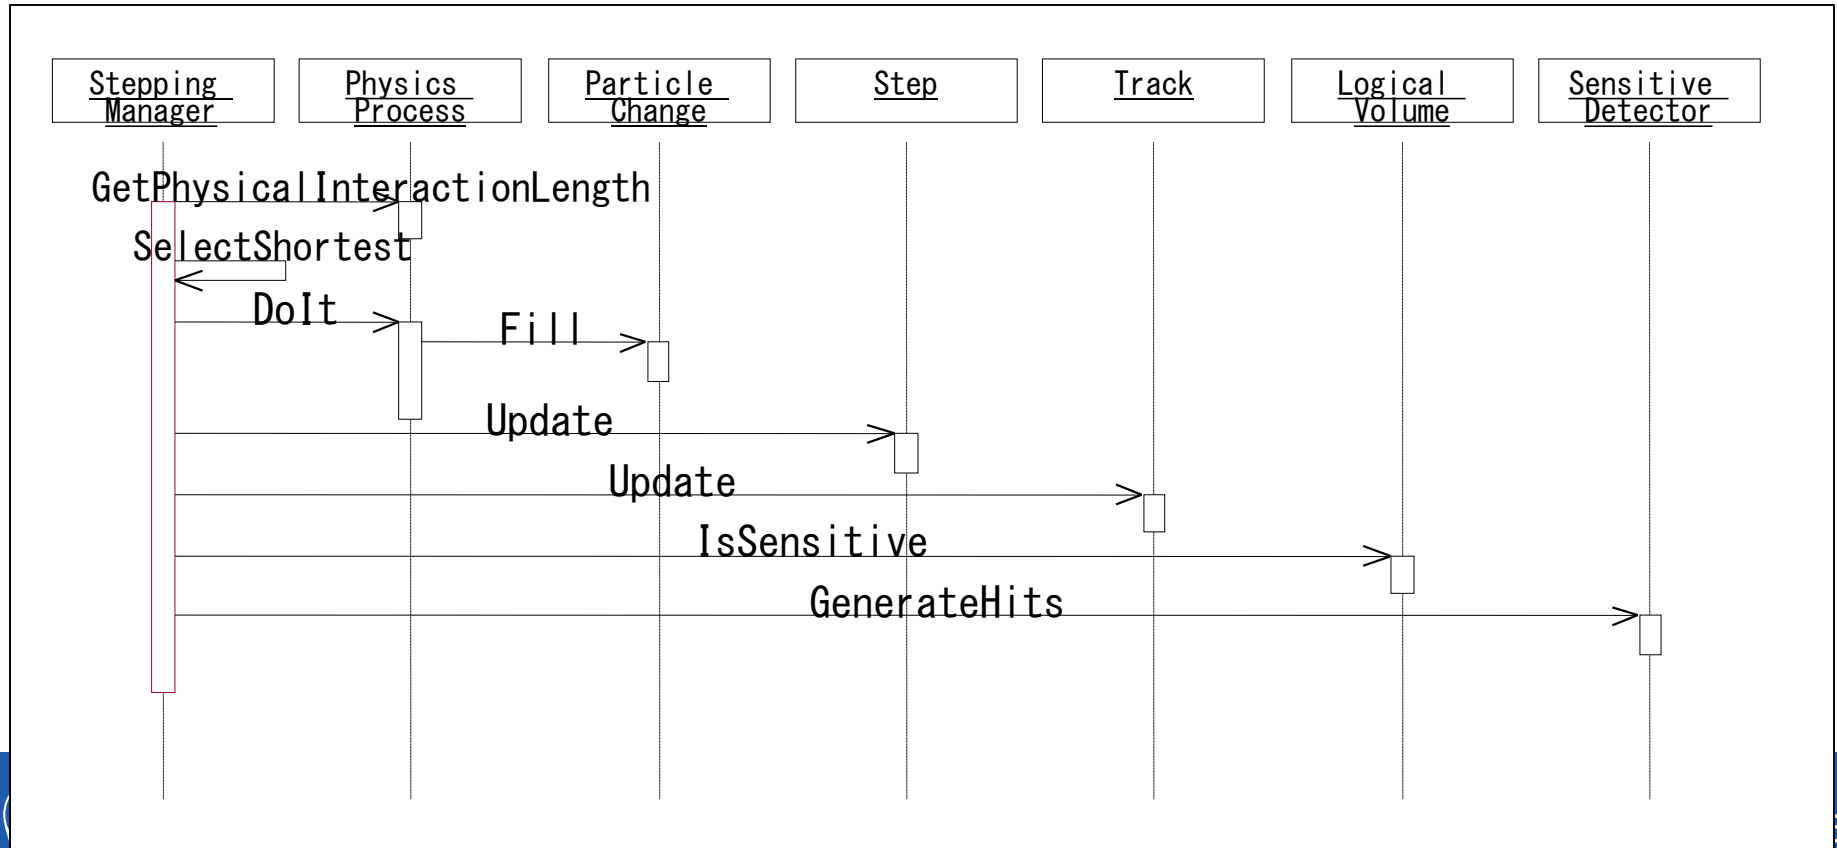 Stepping
Manager
Physics
Process
Particle
Change
Step
Track
Logical
Volume
Sensitive
Detector
GetPhysicalInteractionLength
SelectShortest
DoIt
Fill
Update
Update
IsSensitive
GenerateHits